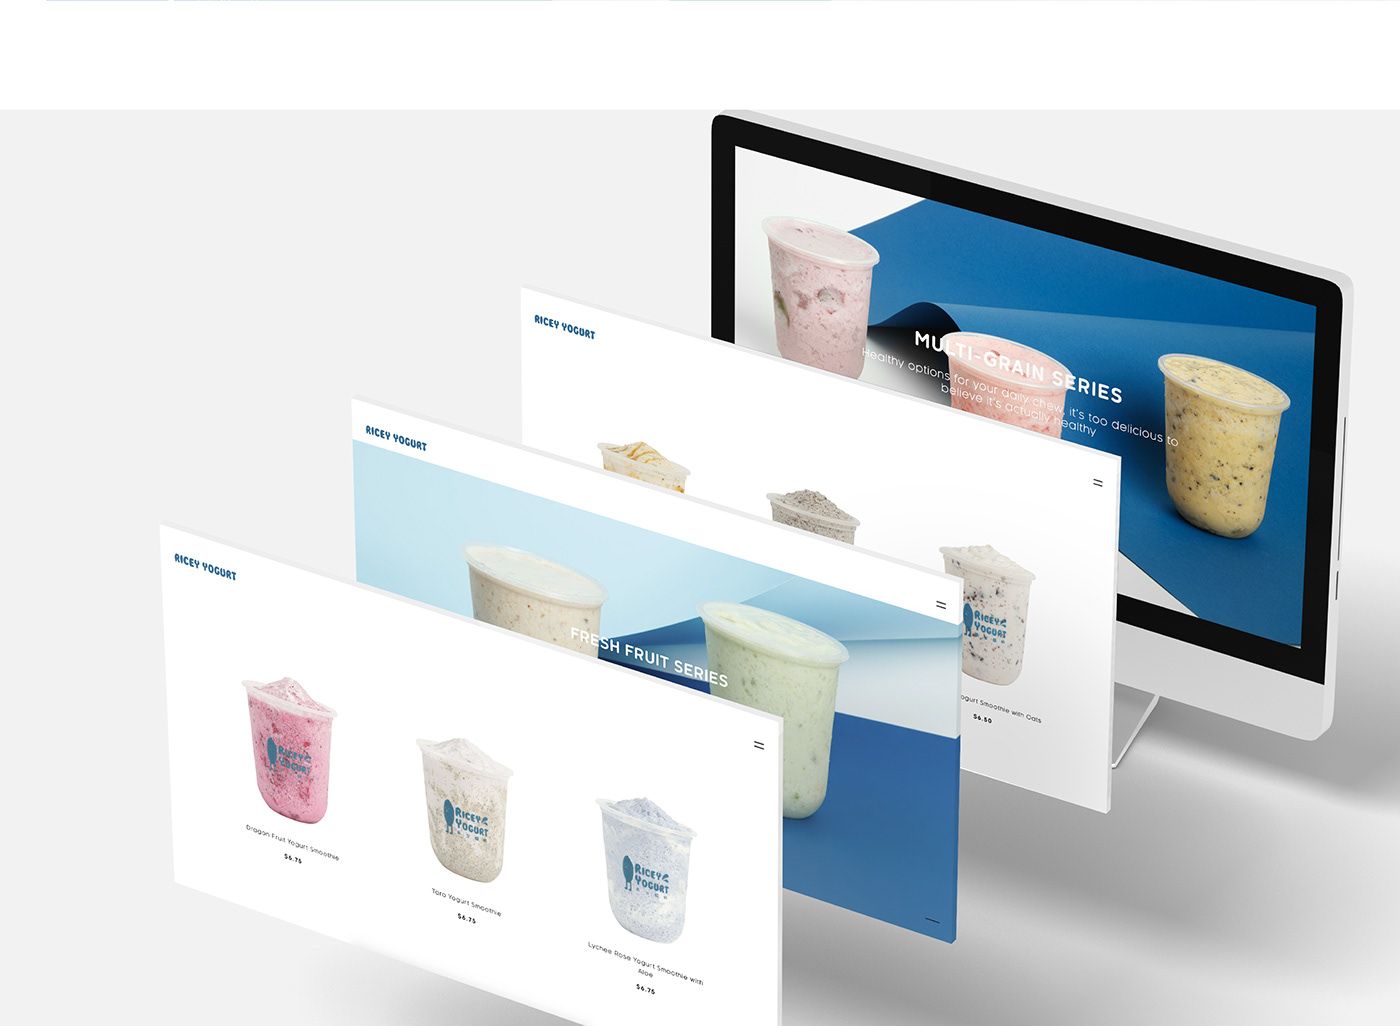 MULTI-GRAIN SERIES
Healthy options for your daily chew, it's too delicious to
believe it's actually healthy
RICEY YOGURT
RICEY
YOGURT
ogurt Smoothie with Oats
$6.50
RICEY YOGURT
FRESH FRUIT SERIES
RICEY YOGURT
RICEY
YOGURT
Dragon Fruit Yogurt Smoothie
$6.75
RICEY
YOGURT
Taro Yogurt Smoothie
$6.75
RICEY
YOGURT
Lychee Rose Yogurt Smoothie with
Aloe
$6.75